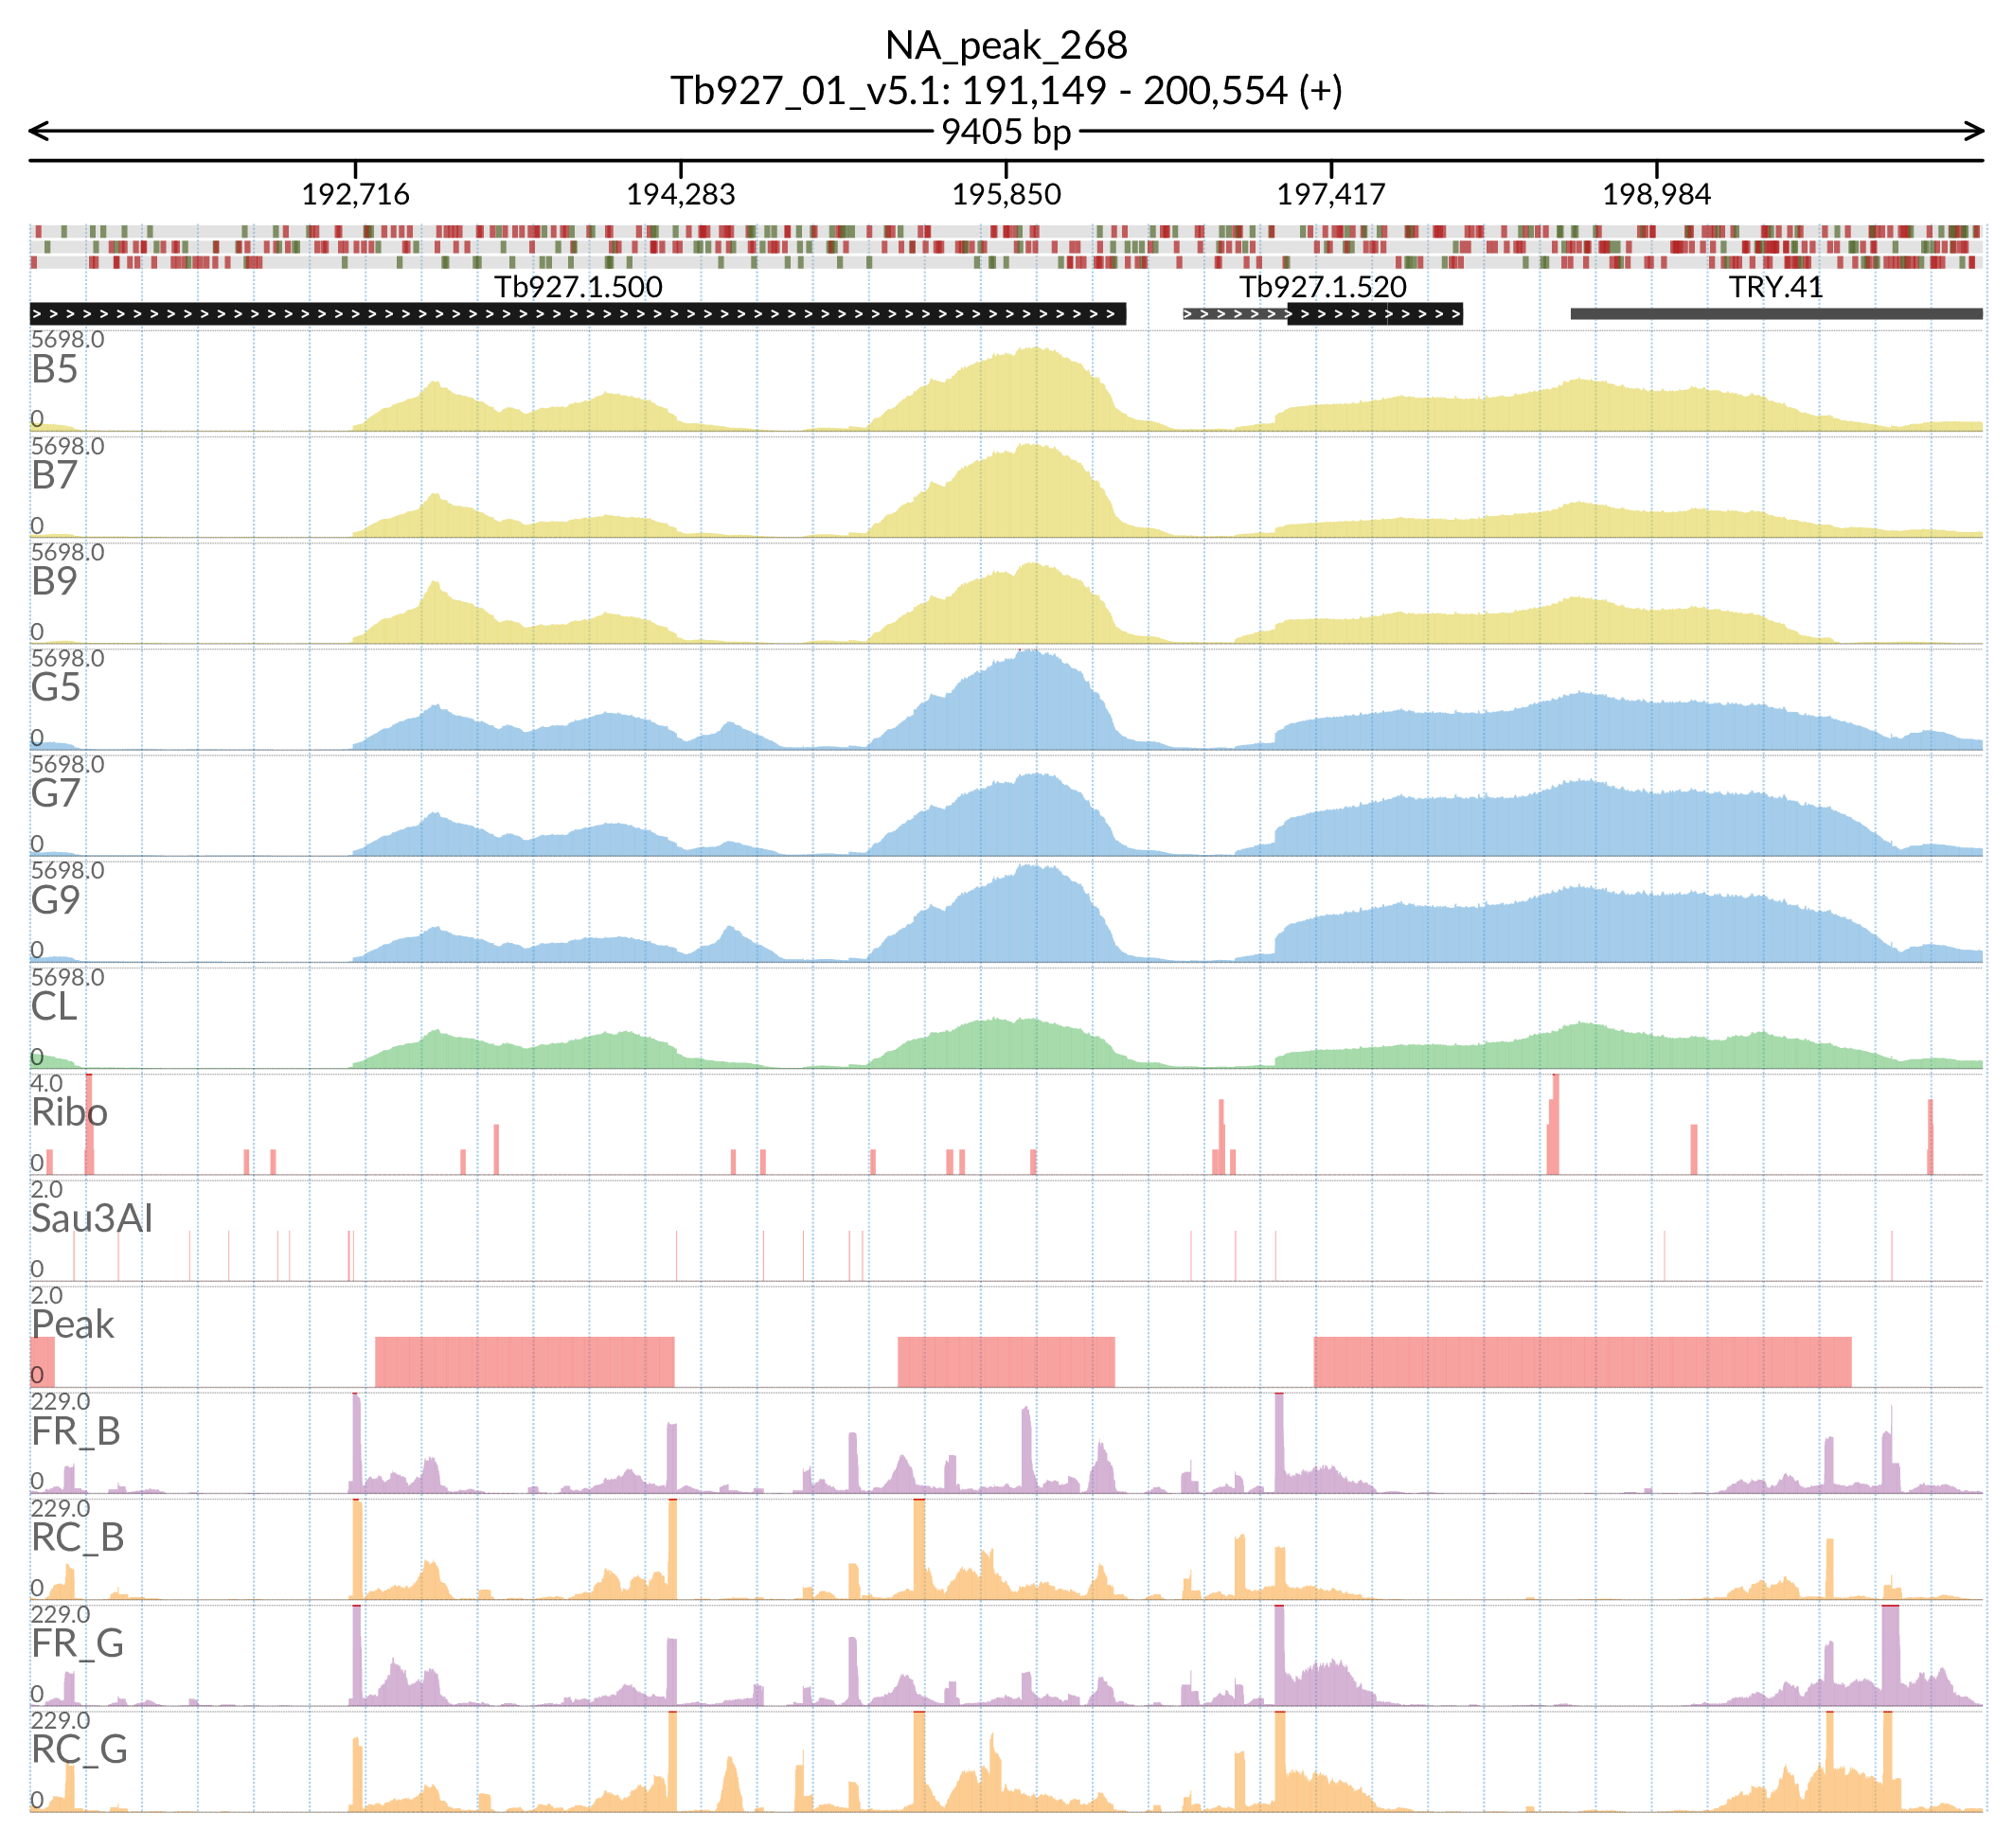 NA_peak_268
Tb927_01_v5.1: 191,149 - 200,554 (+)
9405 bp
192,716 194,283 195,850 197,417 198,984
Tb927.1.500 Tb927.1.520 TRY.41
5698.0
B5
0
5698.0
B7
0
5698.0
B9
0
5698.0
G5
0
5698.0
G7
0
5698.0
G9
0
5698.0
CL
0
4.0
Ribo
0
2.0
Sau3AI
0
2.0
Peak
0
229.0
FR_B
0
229.0
RC_B
0
229.0
FR_G
0
229.0
RC_G
0